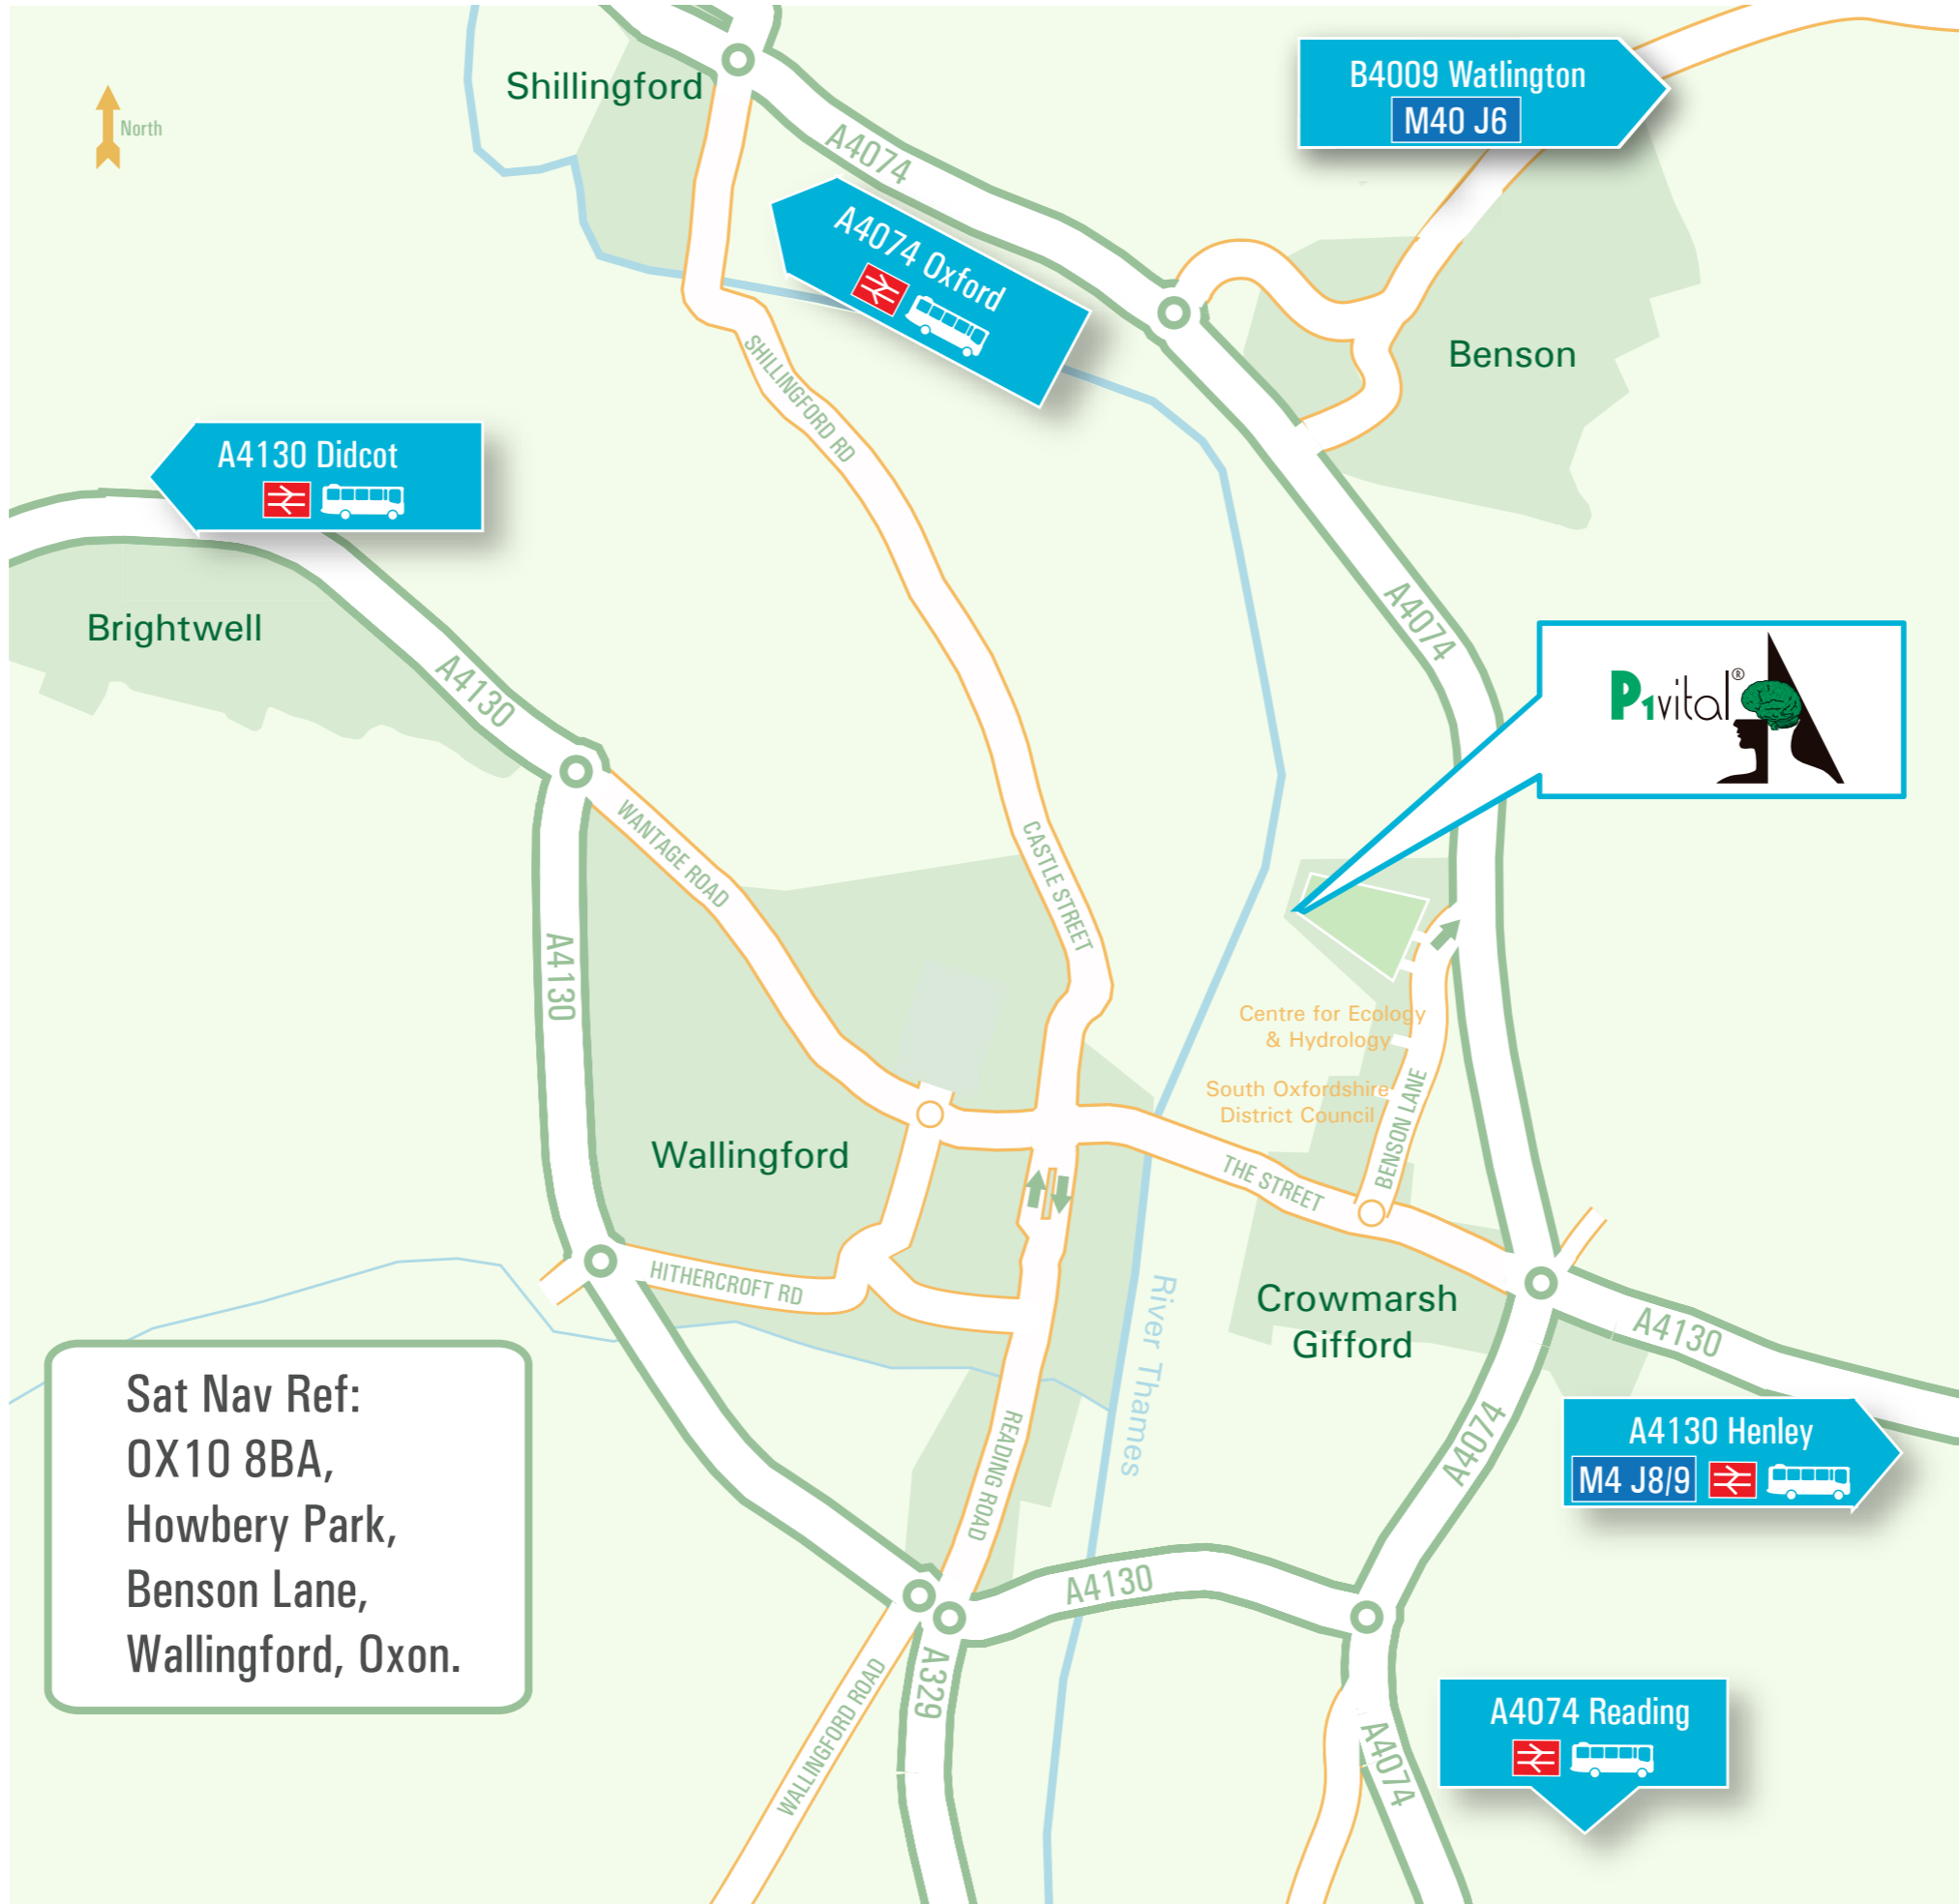 Shillingford
North
B4009 Watlington
M40 J6
A4074
A4074 Oxford
SHILLINGFORD RD
Benson
A4130 Didcot
Brightwell
A4130
A4074
P1vital®
WANTAGE ROAD
CASTLE STREET
A4130
Centre for Ecology
& Hydrology
South Oxfordshire
District Council
BENSON LANE
Wallingford
THE STREET
HITHERCROFT RD
River Thames
Crowmarsh
Gifford
A4130
A4074
READING ROAD
A4130 Henley
M4 J8/9
Sat Nav Ref:
OX10 8BA,
Howbery Park,
Benson Lane,
Wallingford, Oxon.
A4130
A329
WALLINGFORD ROAD
A4074
A4074 Reading